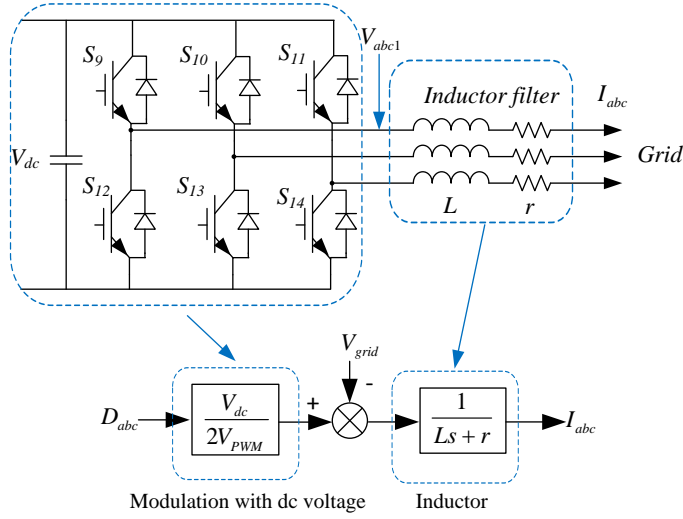 S9 S10 S11
Vabc1
Inductor filter
Iabc
Vdc
Grid
S12 S13 S14
L r
Vgrid
Dabc
Vdc
2VPWM
+
-
1
Ls + r
Iabc
Modulation with dc voltage
Inductor